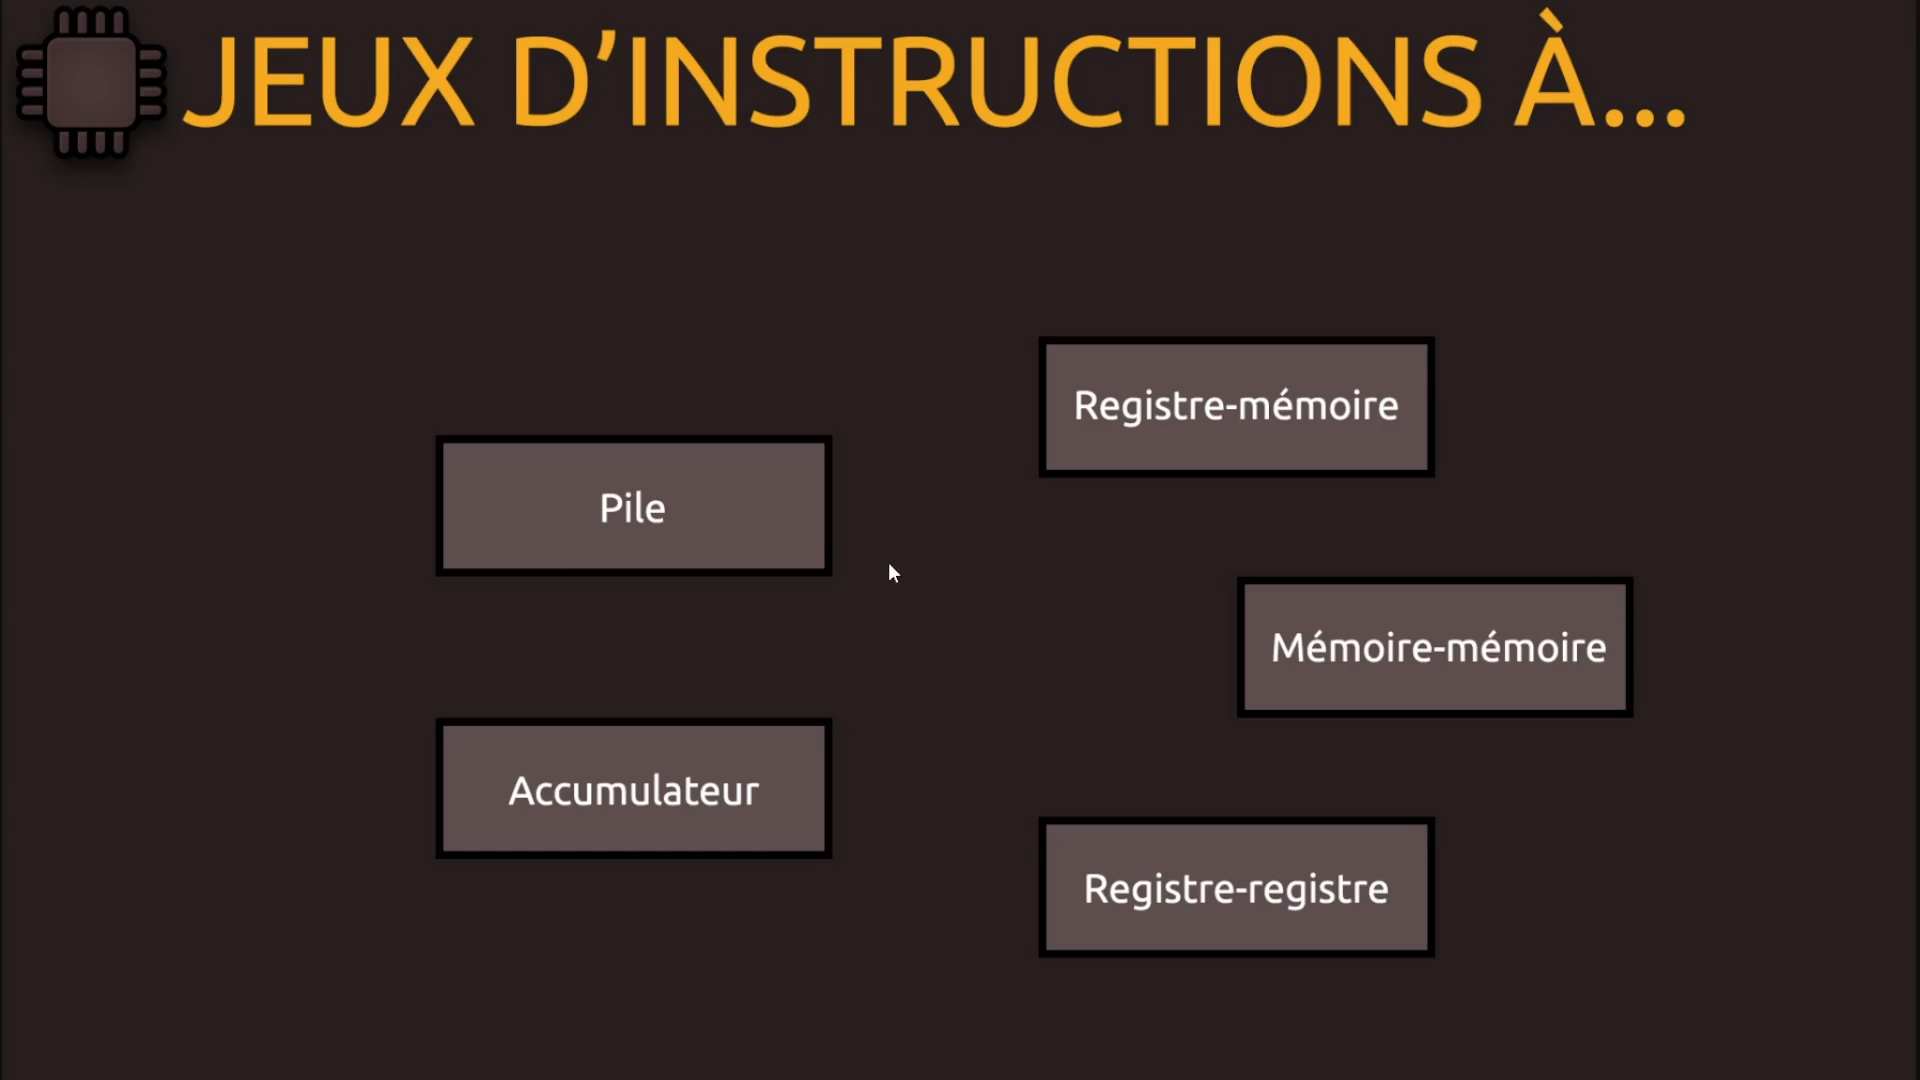 JEUX D’INSTRUCTIONS À...
Pile
Accumulateur
Registre-mémoire
Mémoire-mémoire
Registre-registre